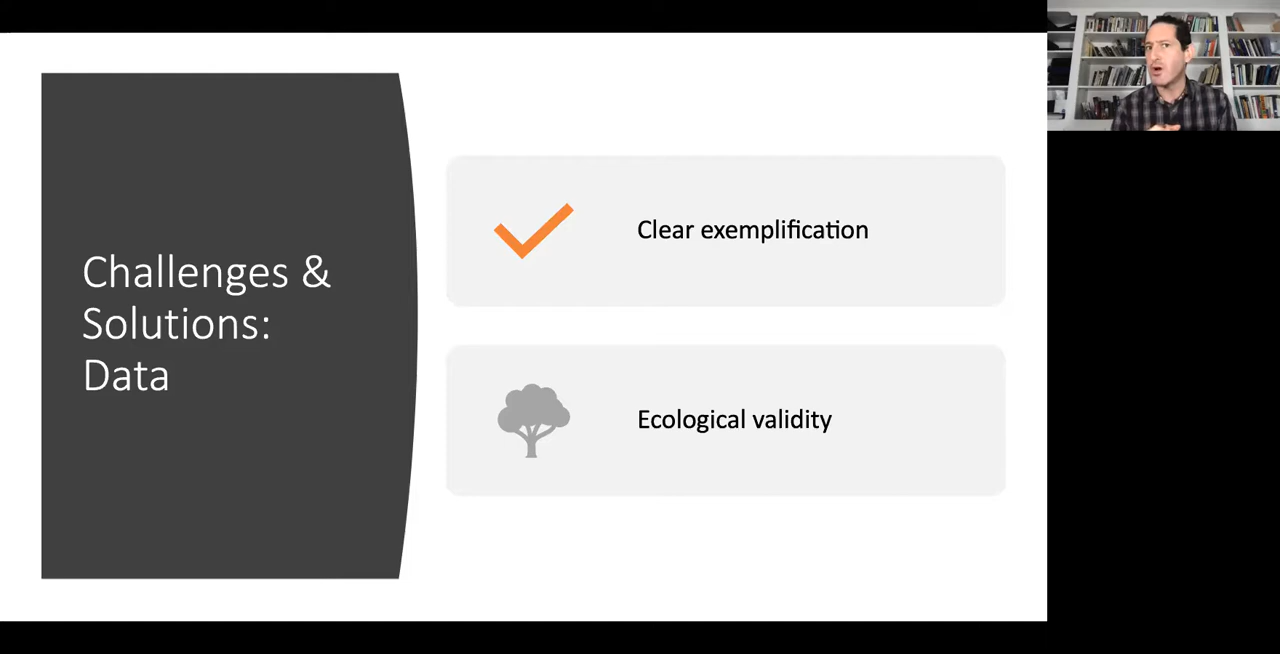 Challenges &
Solutions:
Data
Clear exemplification
Ecological validity